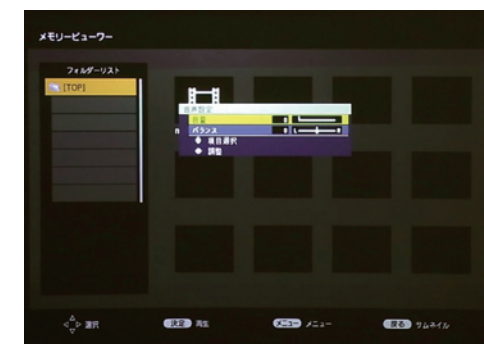 メモリービューワー
フォルダーリスト
[TOP]
音声設定
音量 0
バランス 0 L R
項目選択
調整
選択
決定 再生
メニュー メニュー
戻る サムネイル